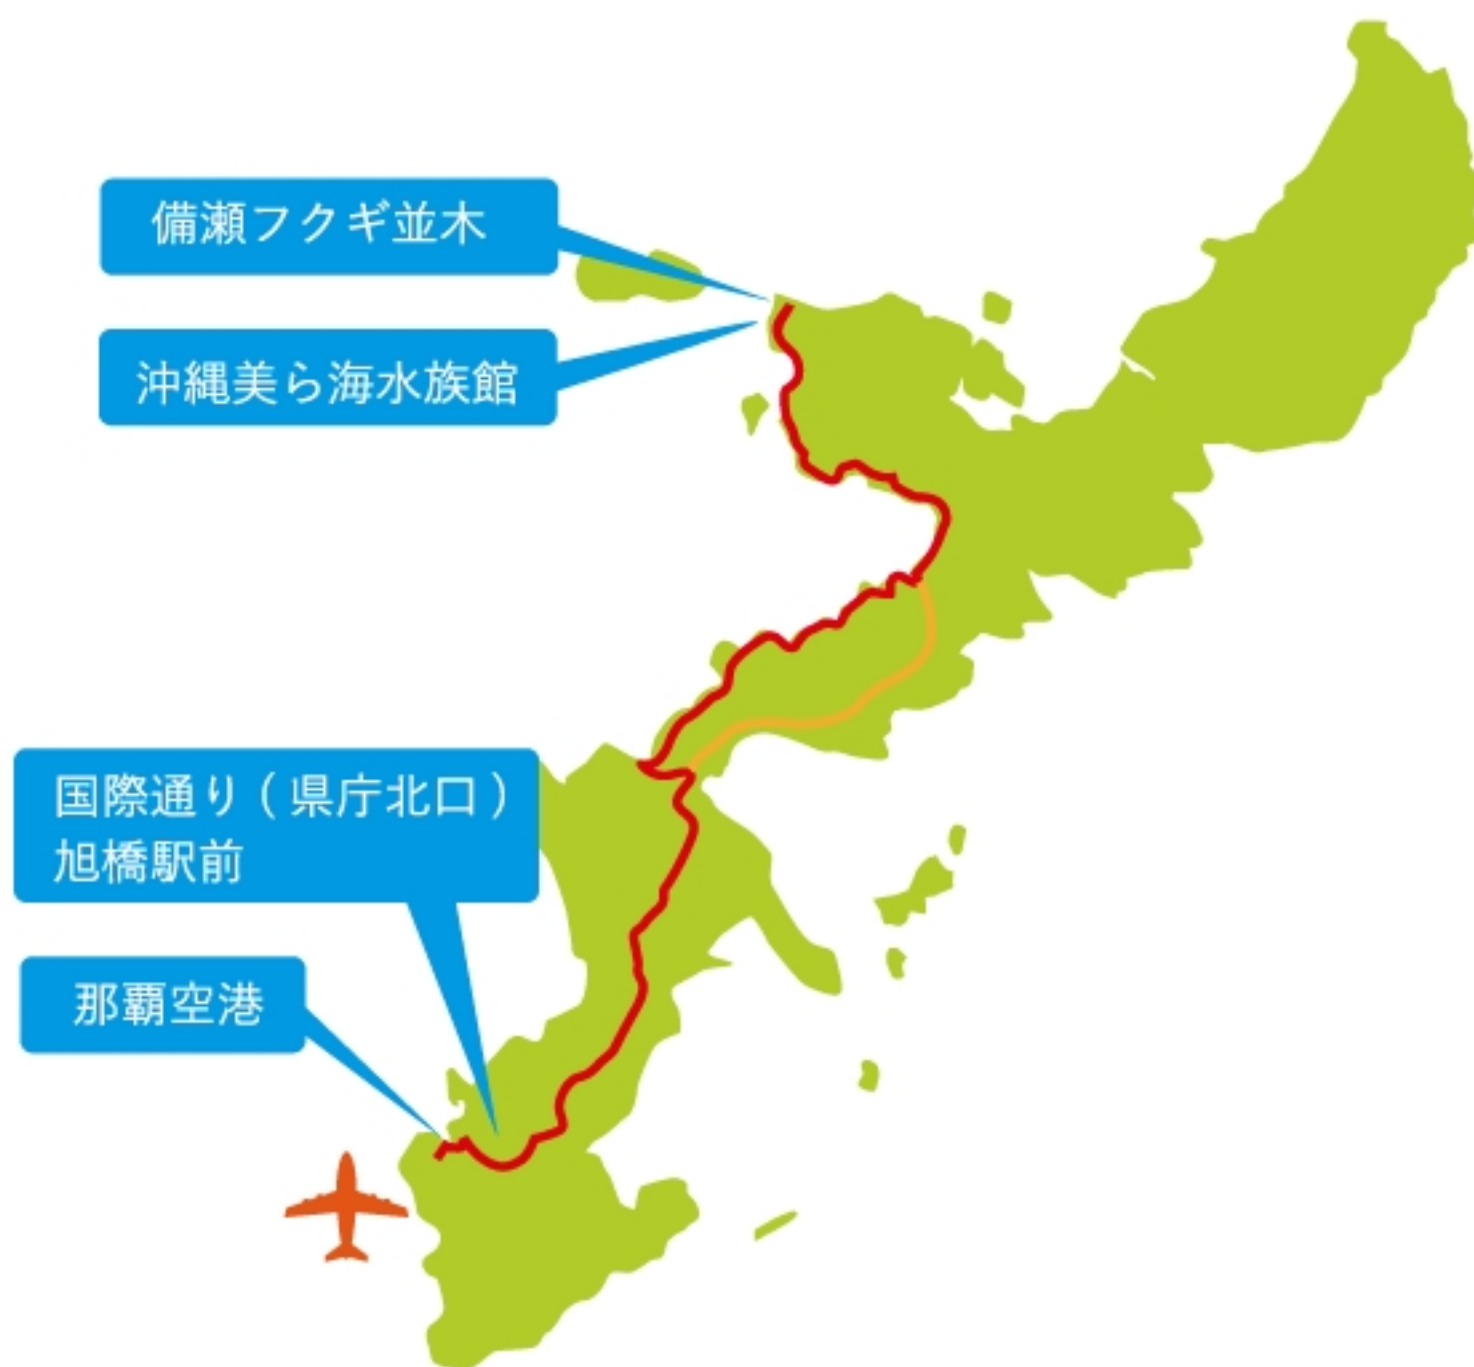 備瀬フクギ並木
沖縄美ら海水族館
国際通り(県庁北口)
旭橋駅前
那覇空港